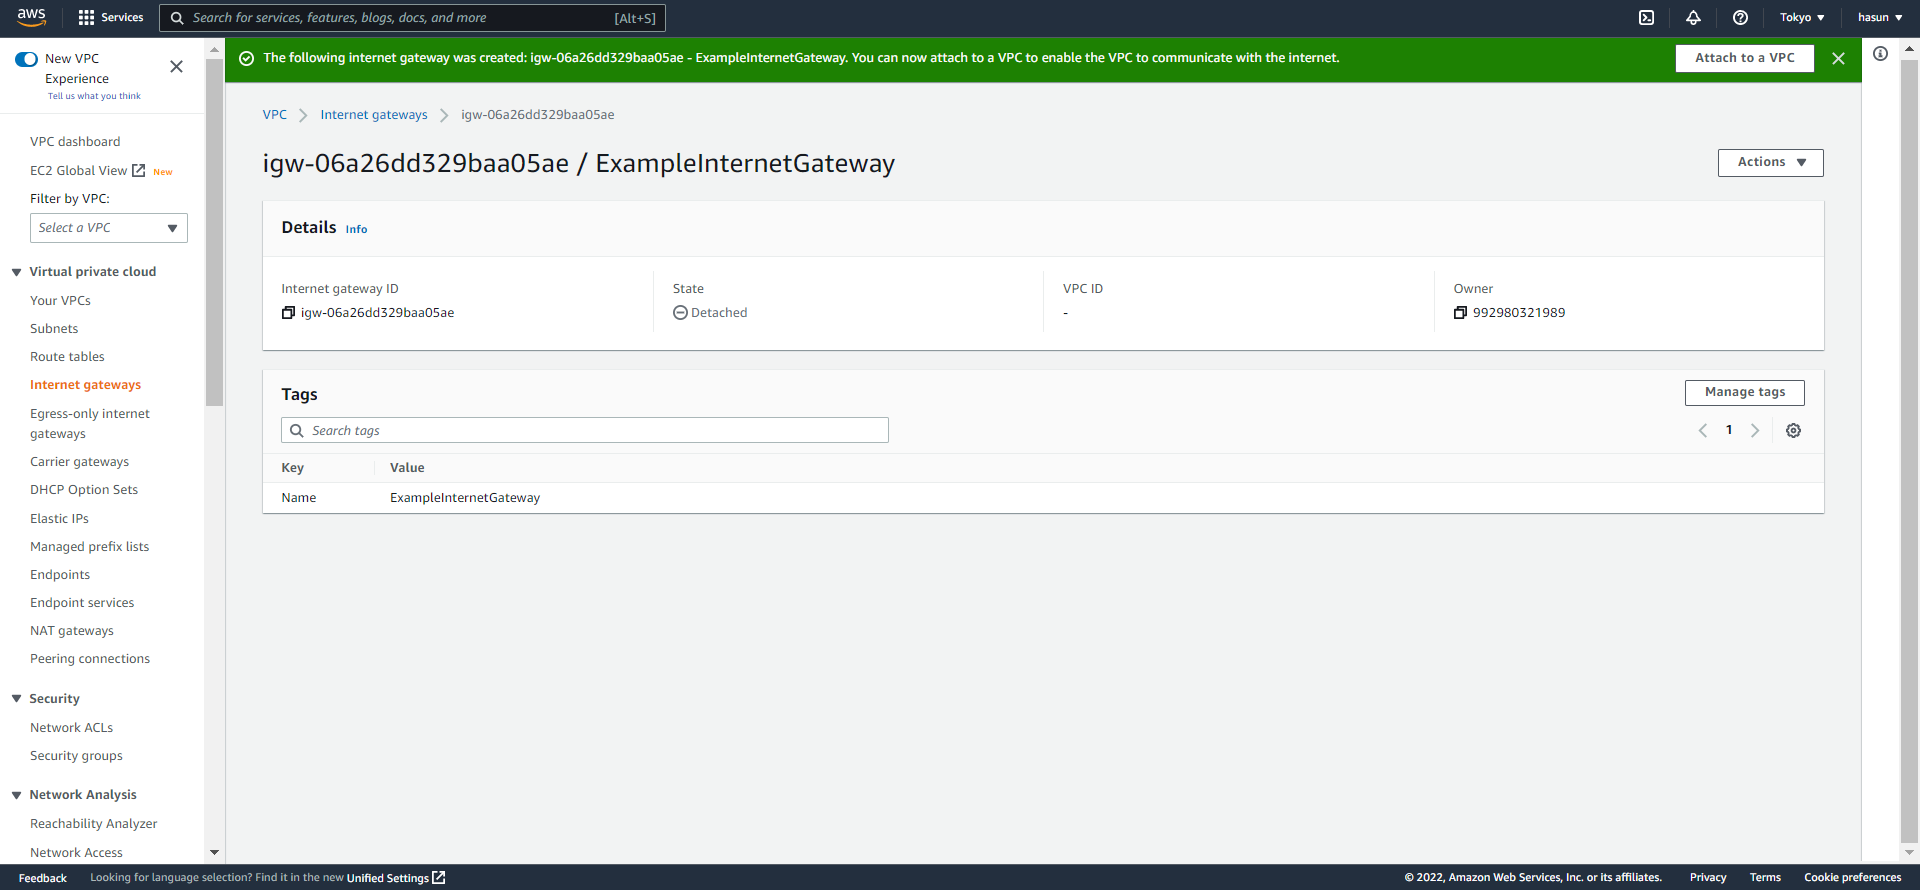 aws
Services
Search for services, features, blogs, docs, and more
[Alt+S]
Tokyo
hasun
New VPC
Experience
Tell us what you think
VPC dashboard
EC2 Global View
New
Filter by VPC:
Select a VPC
Virtual private cloud
Your VPCs
Subnets
Route tables
Internet gateways
Egress-only internet
gateways
Carrier gateways
DHCP Option Sets
Elastic IPs
Managed prefix lists
Endpoints
Endpoint services
NAT gateways
Peering connections
Security
Network ACLs
Security groups
Network Analysis
Reachability Analyzer
Network Access
The following internet gateway was created: igw-06a26dd329baa05ae - ExampleInternetGateway. You can now attach to a VPC to enable the VPC to communicate with the internet.
Attach to a VPC
VPC
Internet gateways
igw-06a26dd329baa05ae
igw-06a26dd329baa05ae / ExampleInternetGateway
Actions
Details
Info
Internet gateway ID
igw-06a26dd329baa05ae
State
Detached
VPC ID
-
Owner
992980321989
Tags
Manage tags
Search tags
1
Key
Value
Name
ExampleInternetGateway
Feedback
Looking for language selection? Find it in the new Unified Settings
© 2022, Amazon Web Services, Inc. or its affiliates.
Privacy
Terms
Cookie preferences